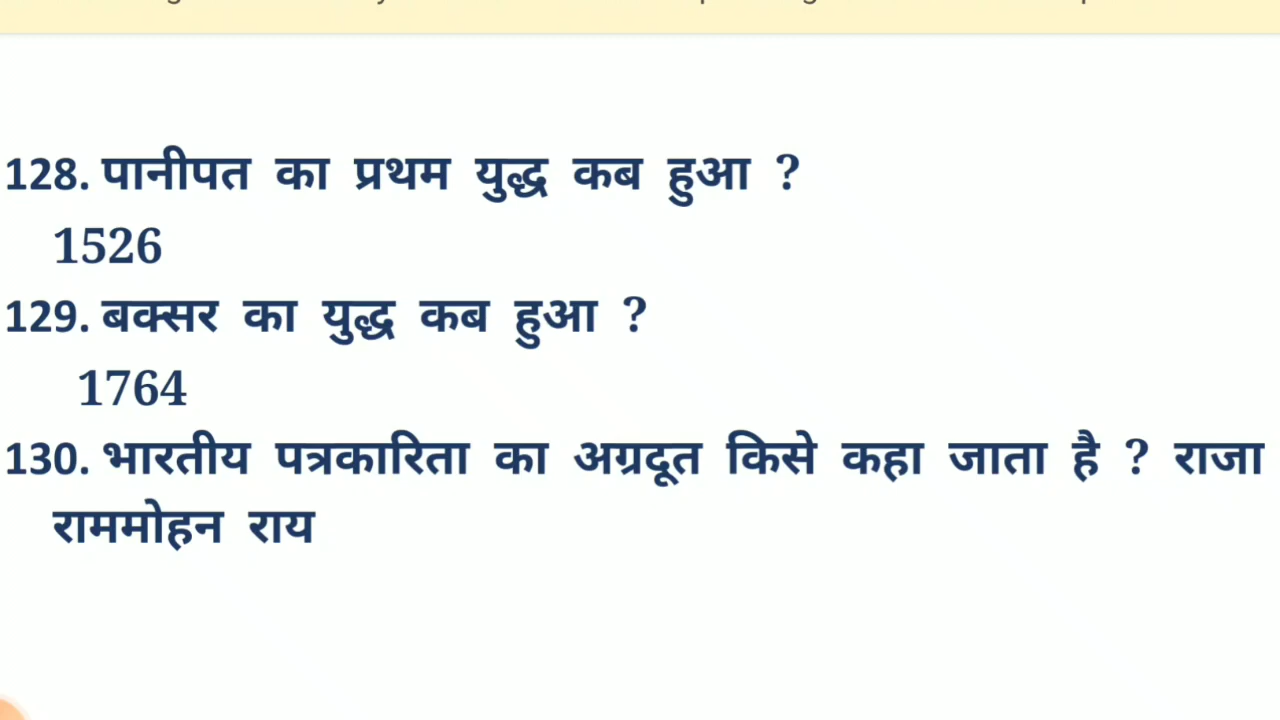 128. पानीपत का प्रथम युद्ध कब हुआ ?
1526
129. बक्सर का युद्ध कब हुआ ?
1764
130. भारतीय पत्रकारिता का अग्रदूत किसे कहा जाता है ? राजा
राममोहन राय